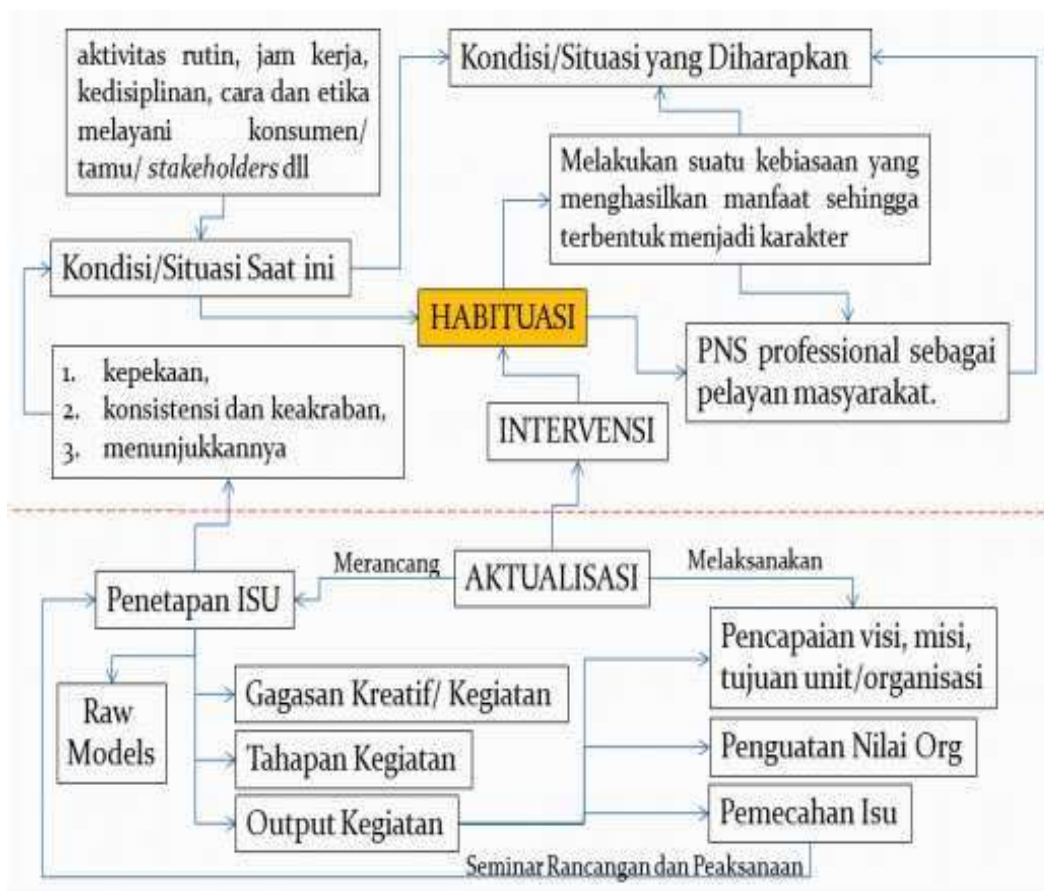 aktivitas rutin, jam kerja,
kedisiplinan, cara dan etika
melayani konsumen/
tamu/ stakeholders dll
Kondisi/Situasi yang Diharapkan
Melakukan suatu kebiasaan yang
menghasilkan manfaat sehingga
terbentuk menjadi karakter
Kondisi/Situasi Saat ini
HABITUASI
PNS professional sebagai
pelayan masyarakat.
1. kepekaan,
2. konsistensi dan keakraban,
3. menunjukkannya
INTERVENSI
Merancang
AKTUALISASI
Melaksanakan
Penetapan ISU
Pencapaian visi, misi,
tujuan unit/organisasi
Raw
Models
Gagasan Kreatif/ Kegiatan
Tahapan Kegiatan
Penguatan Nilai Org
Output Kegiatan
Pemecahan Isu
Seminar Rancangan dan Peaksanaan